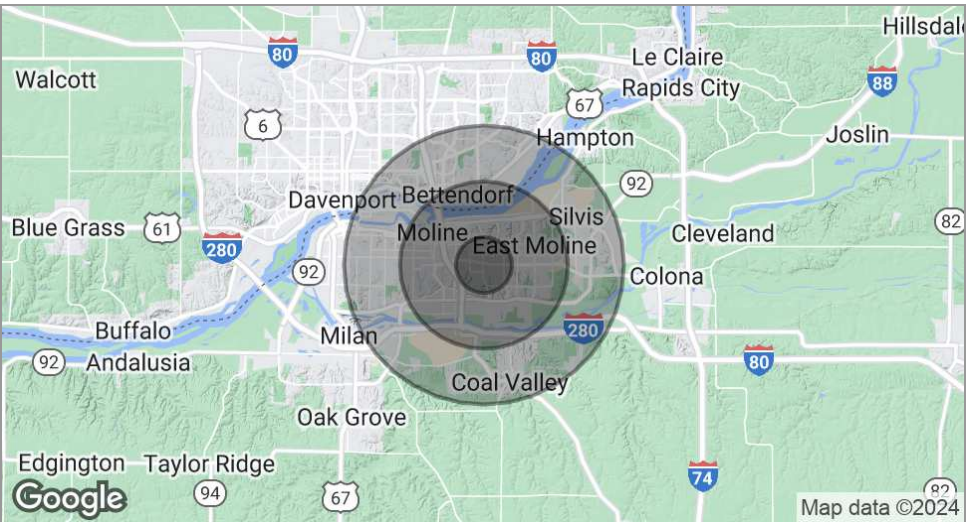 Hillsdale
80
80
Le Claire
Walcott
Rapids City
88
67
6
Hampton
Joslin
92
Davenport
Bettendorf
Silvis
82
Blue Grass
61
Moline
East Moline
Cleveland
280
92
Colona
Buffalo
Milan
280
92
Andalusia
80
Coal Valley
Oak Grove
Edgington
Taylor Ridge
94
67
74
82
Google
Map data ©2024